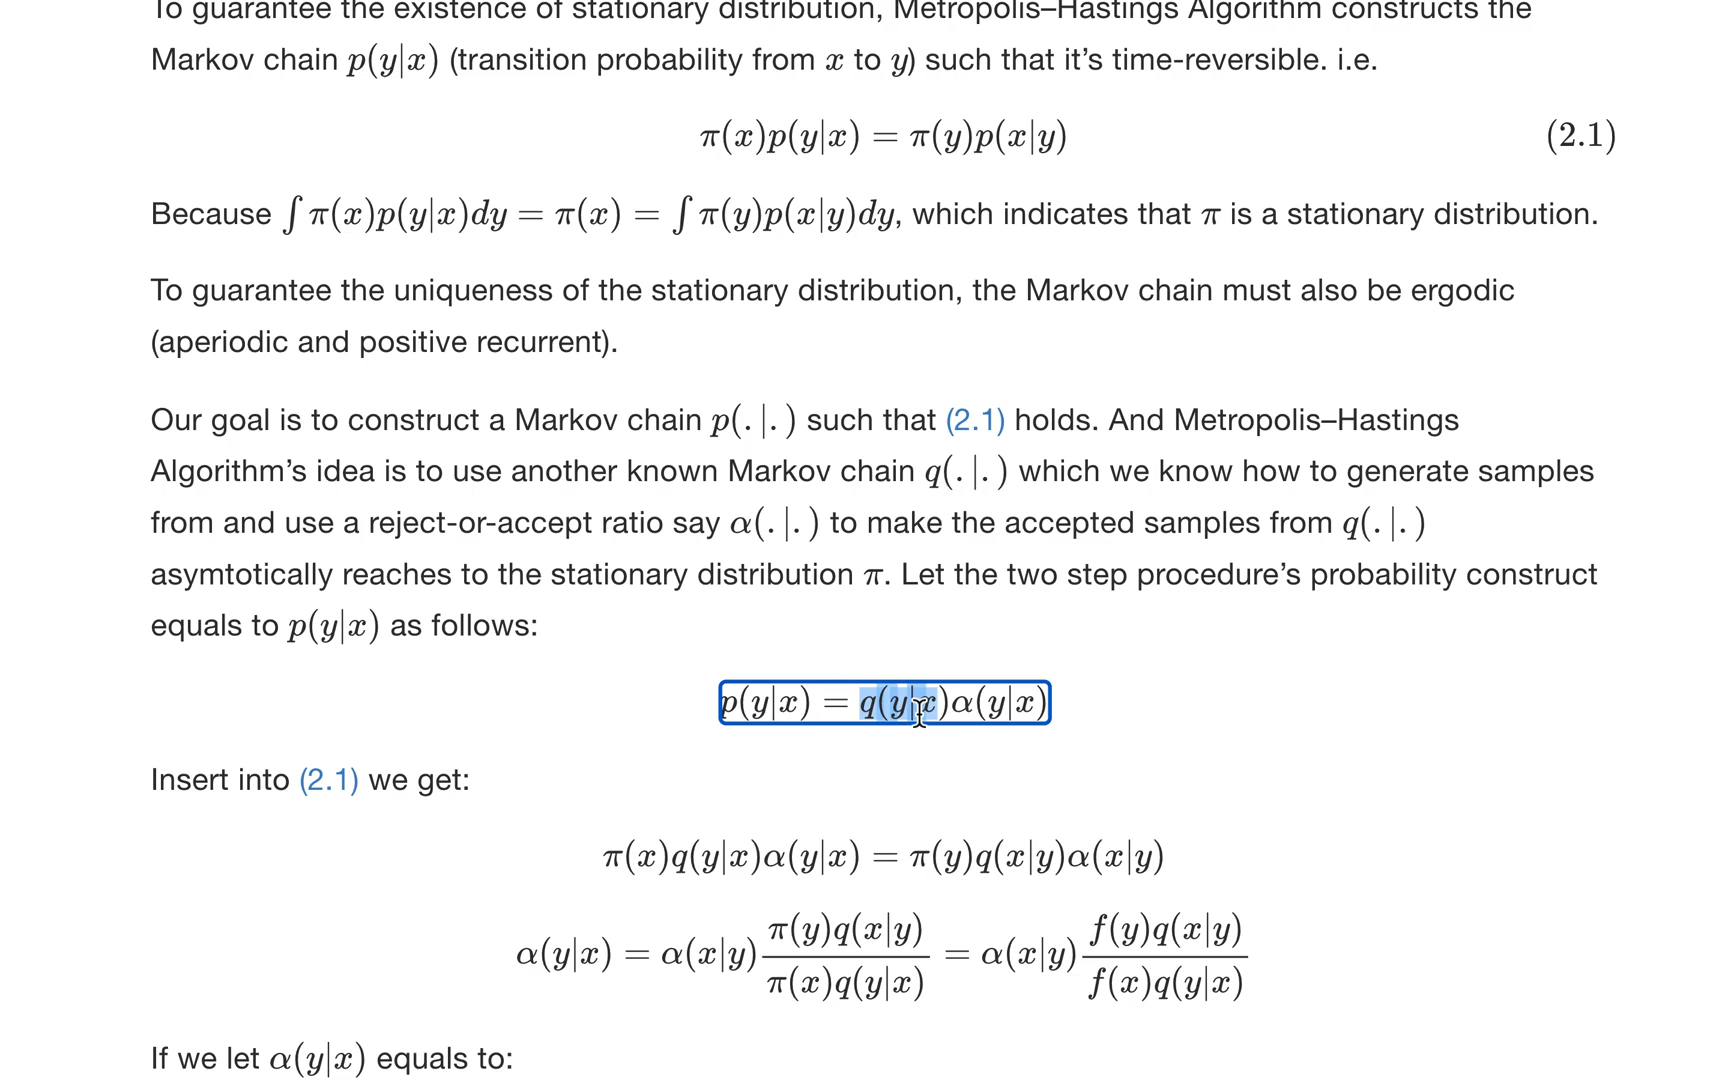 To guarantee the existence of stationary distribution, Metropolis–Hastings Algorithm constructs the
Markov chain p(y|x) (transition probability from x to y) such that it’s time-reversible. i.e.
π(x)p(y|x) = π(y)p(x|y) (2.1)
Because ∫ π(x)p(y|x)dy = π(x) = ∫ π(y)p(x|y)dy, which indicates that π is a stationary distribution.
To guarantee the uniqueness of the stationary distribution, the Markov chain must also be ergodic
(aperiodic and positive recurrent).
Our goal is to construct a Markov chain p(.|.) such that (2.1) holds. And Metropolis–Hastings
Algorithm’s idea is to use another known Markov chain q(.|.) which we know how to generate samples
from and use a reject-or-accept ratio say α(.|.) to make the accepted samples from q(.|.)
asymtotically reaches to the stationary distribution π. Let the two step procedure’s probability construct
equals to p(y|x) as follows:
p(y|x) = q(y|x)α(y|x)
Insert into (2.1) we get:
π(x)q(y|x)α(y|x) = π(y)q(x|y)α(x|y)
α(y|x) = α(x|y) π(y)q(x|y) / π(x)q(y|x) = α(x|y) f(y)q(x|y) / f(x)q(y|x)
If we let α(y|x) equals to: